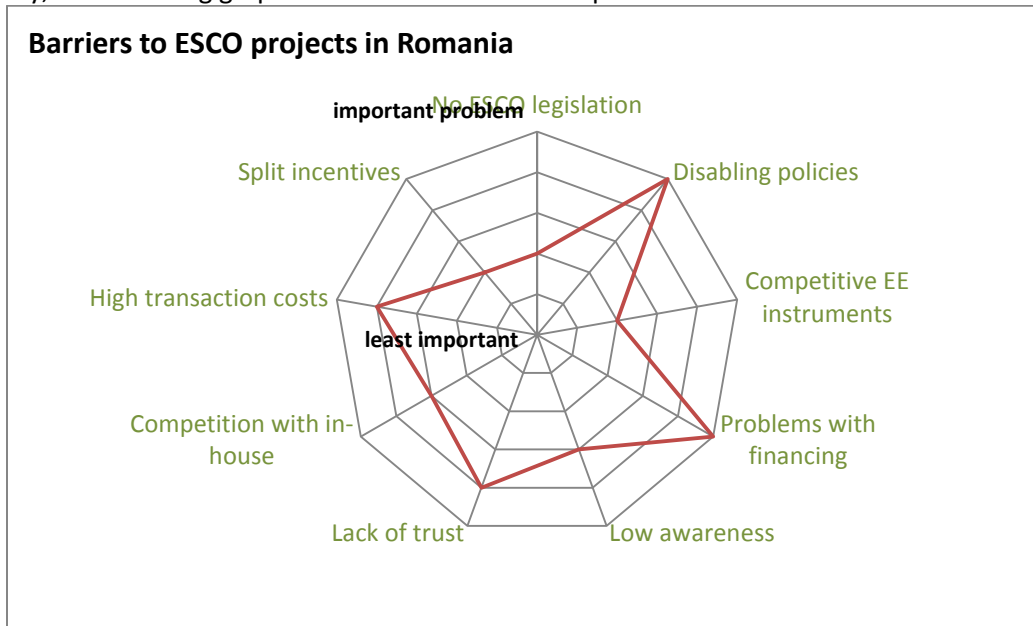 Barriers to ESCO projects in Romania
No ESCO legislation
important problem
Split incentives
Disabling policies
High transaction costs
Competitive EE
instruments
least important
Competition with in-
house
Problems with
financing
Lack of trust
Low awareness